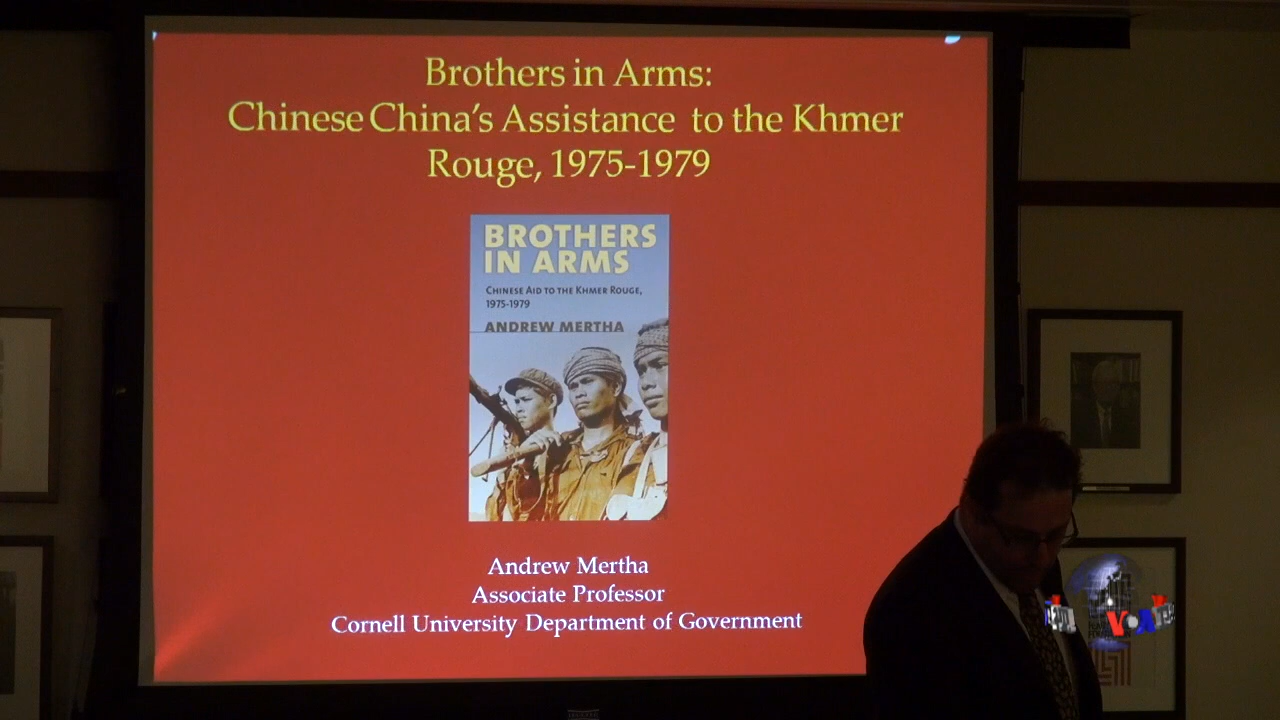 Brothers in Arms:
Chinese China's Assistance to the Khmer
Rouge, 1975-1979
BROTHERS
IN ARMS
CHINESE AID TO THE KHMER ROUGE,
1975-1979
ANDREW MERTHA
Andrew Mertha
Associate Professor
Cornell University Department of Government
VOA